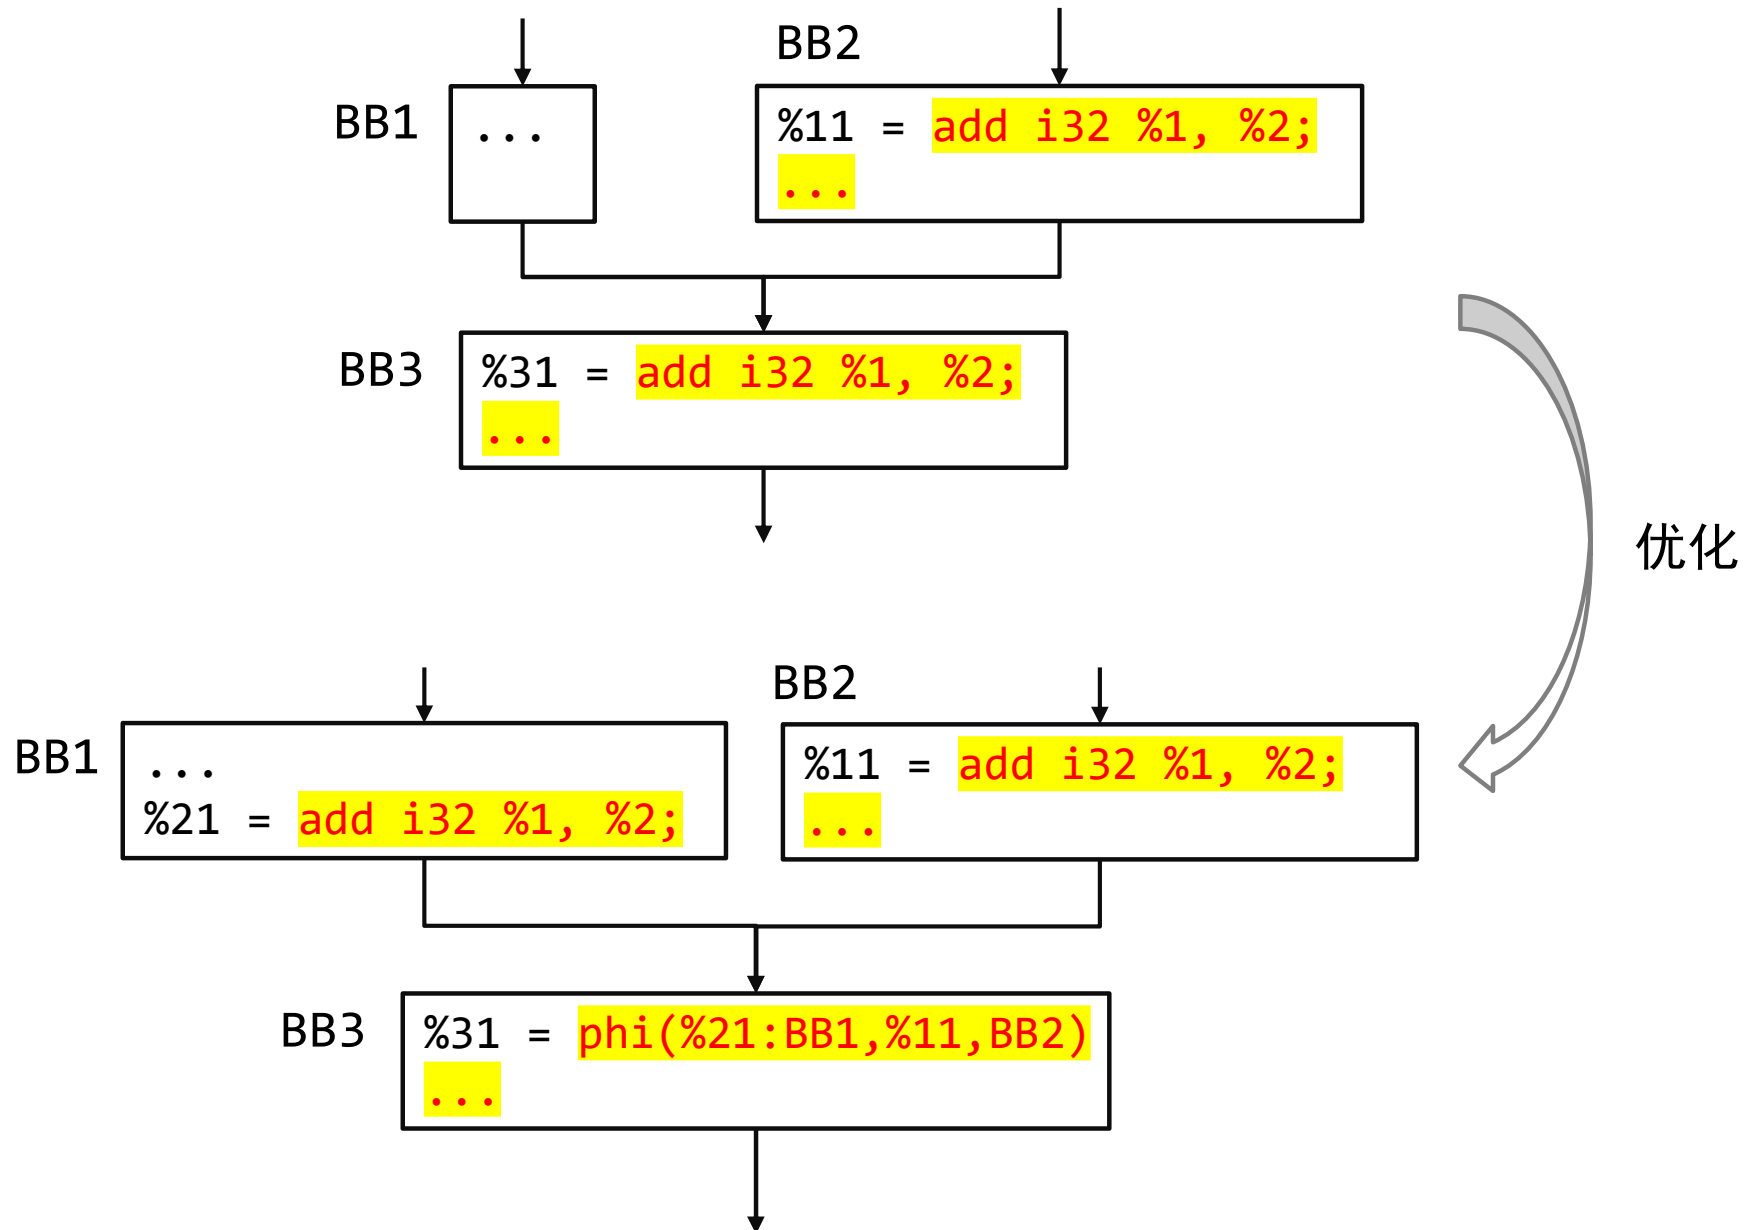 BB2
BB1
...
%11 = add i32 %1, %2;
...
BB3
%31 = add i32 %1, %2;
...
优化
BB2
BB1
...
%21 = add i32 %1, %2;
%11 = add i32 %1, %2;
...
BB3
%31 = phi(%21:BB1,%11,BB2)
...